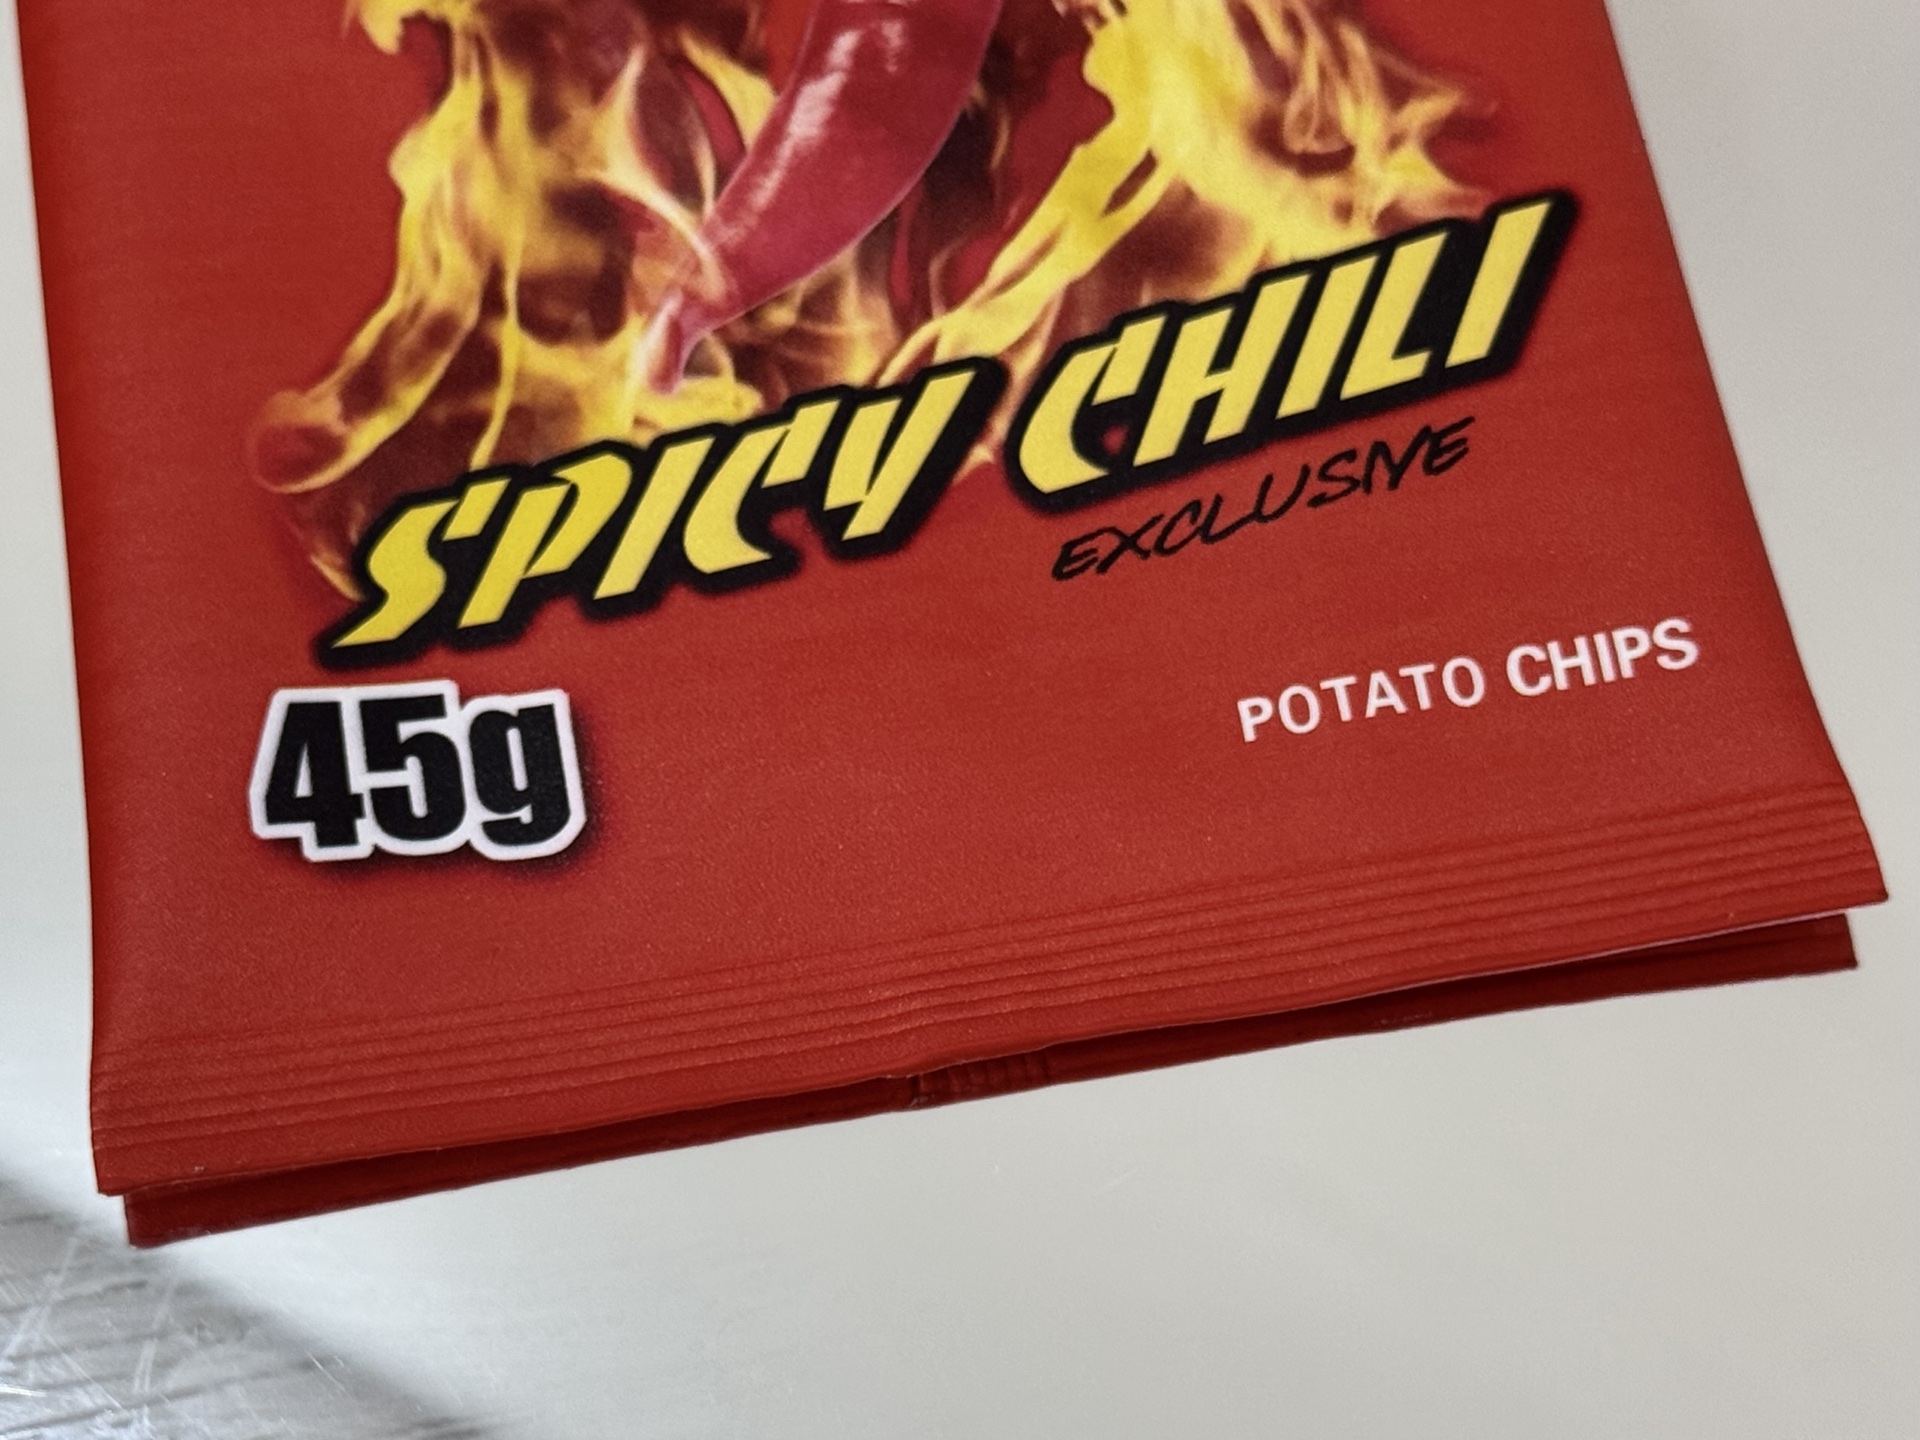 SPICY CHILI
EXCLUSIVE
POTATO CHIPS
45g